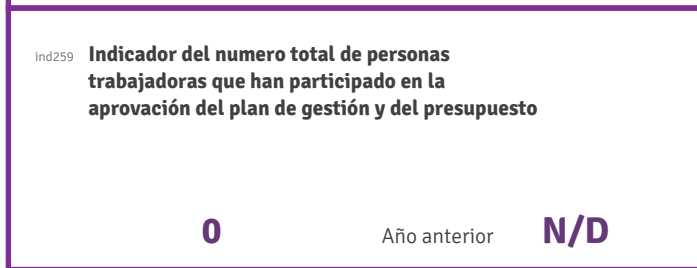 ind259 Indicador del numero total de personas
trabajadoras que han participado en la
aprovación del plan de gestión y del presupuesto
0 Año anterior N/D